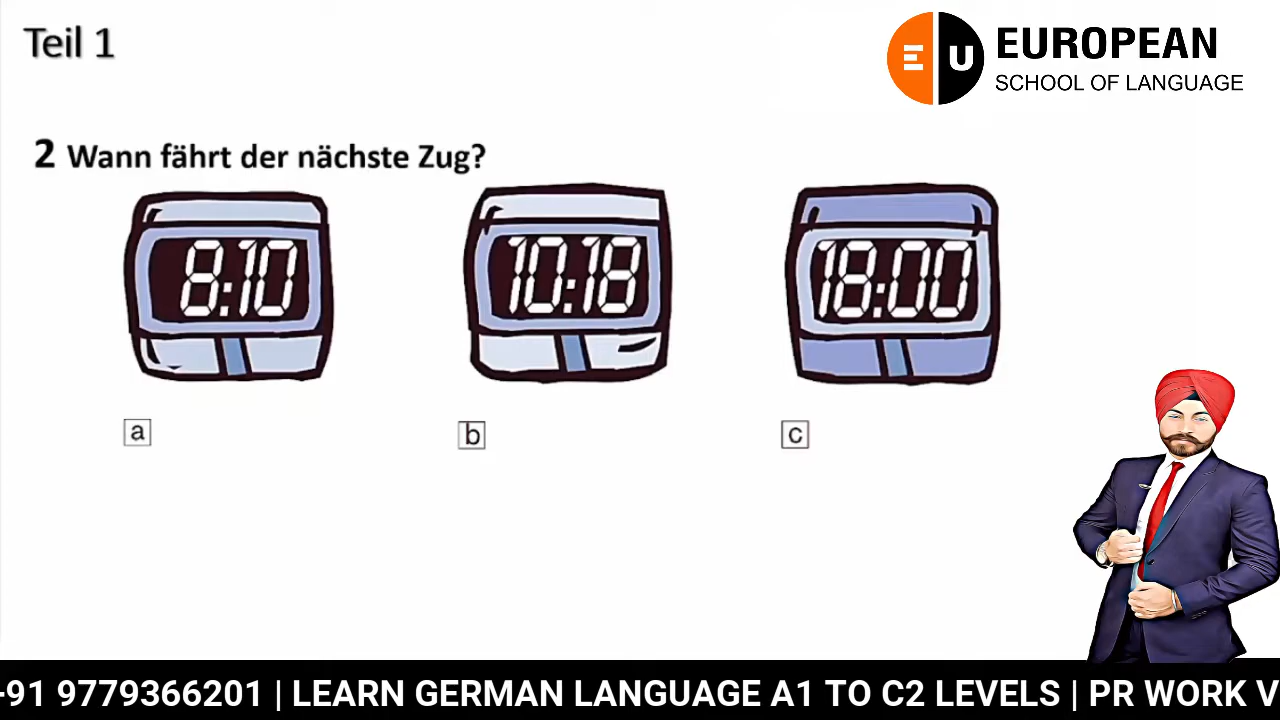 Teil 1
E U EUROPEAN
SCHOOL OF LANGUAGE
2 Wann fährt der nächste Zug?
8:10 10:18 18:00
a b c
+91 9779366201 | LEARN GERMAN LANGUAGE A1 TO C2 LEVELS | PR WORK V